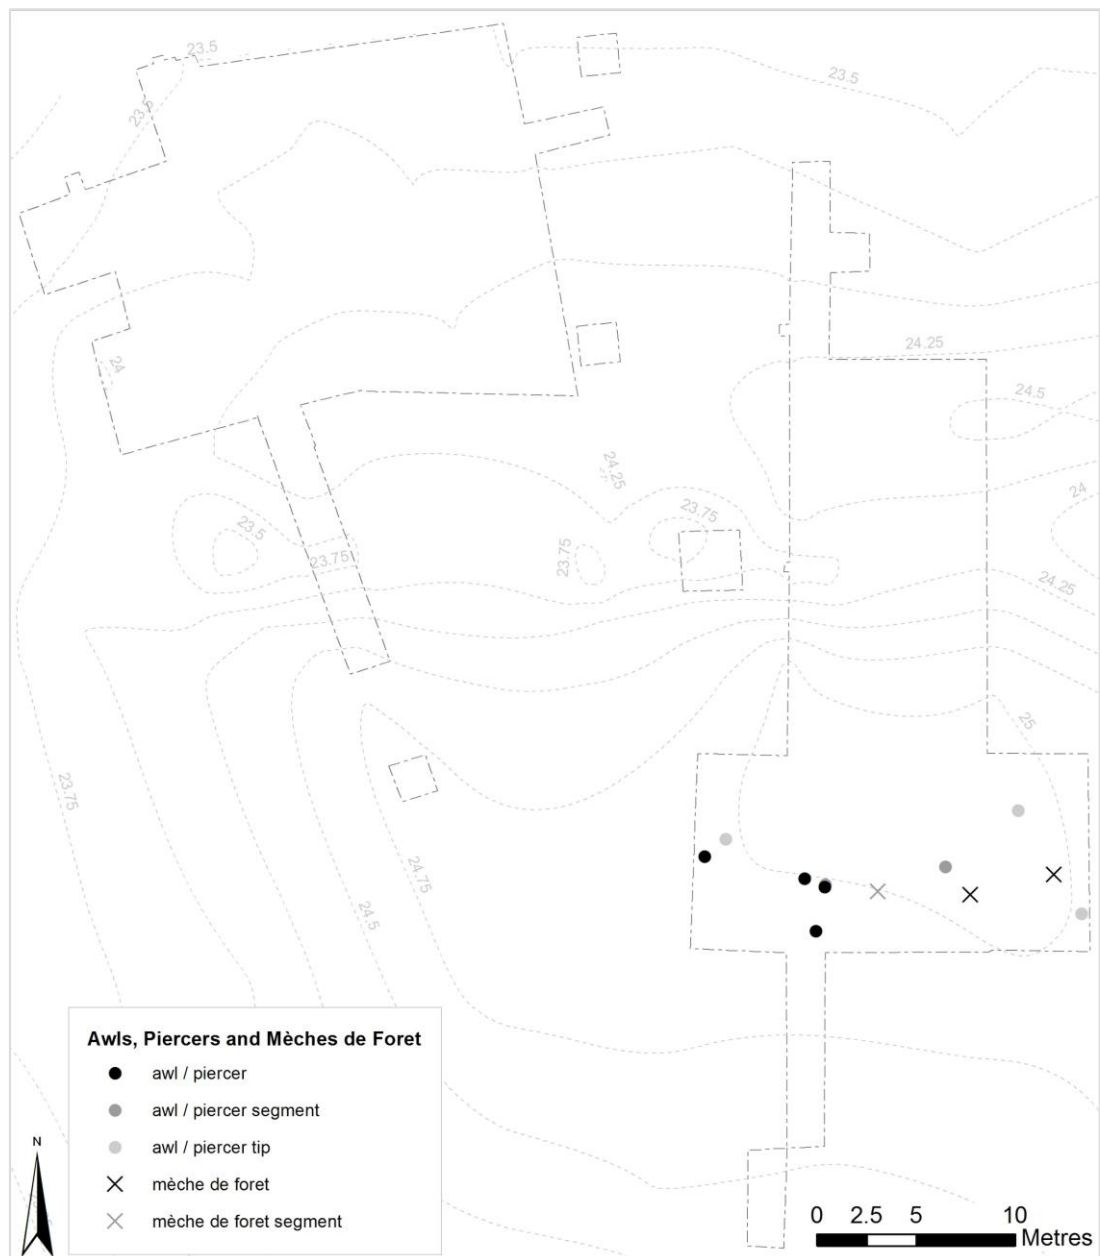 23.5
23.5
23.5
24.25
24
24.5
24.25
24
23.75
23.5
23.75
23.75
24.25
25
23.75
24.75
24.5
Awls, Piercers and Mèches de Foret
awl / piercer
awl / piercer segment
awl / piercer tip
mèche de foret
mèche de foret segment
N
0 2.5 5 10
Metres